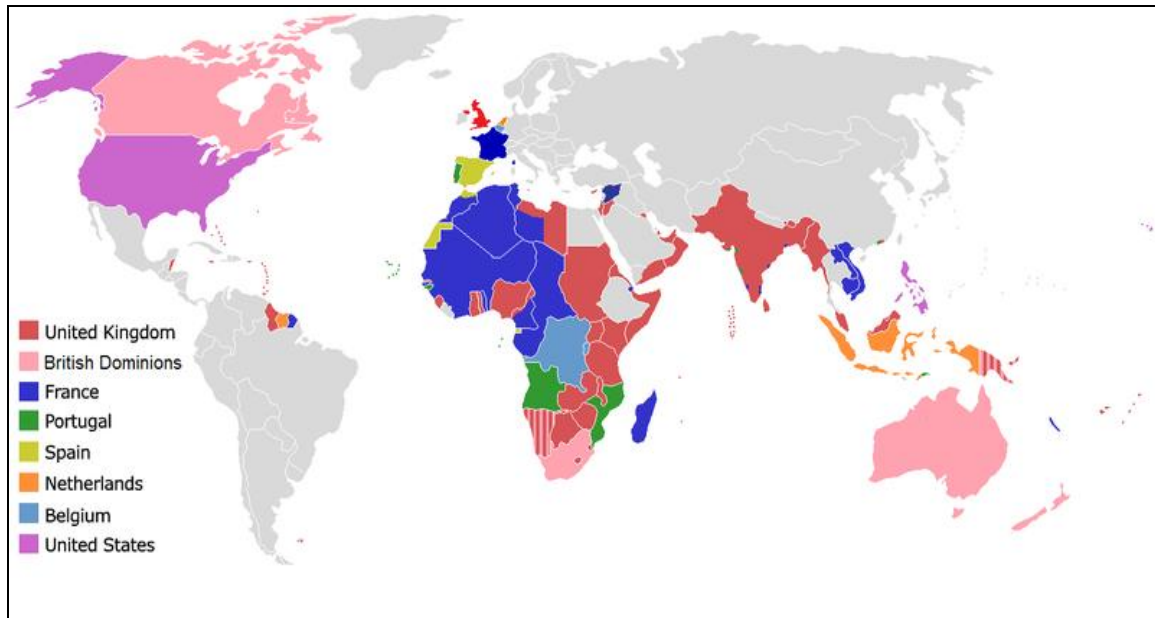 United Kingdom
British Dominions
France
Portugal
Spain
Netherlands
Belgium
United States